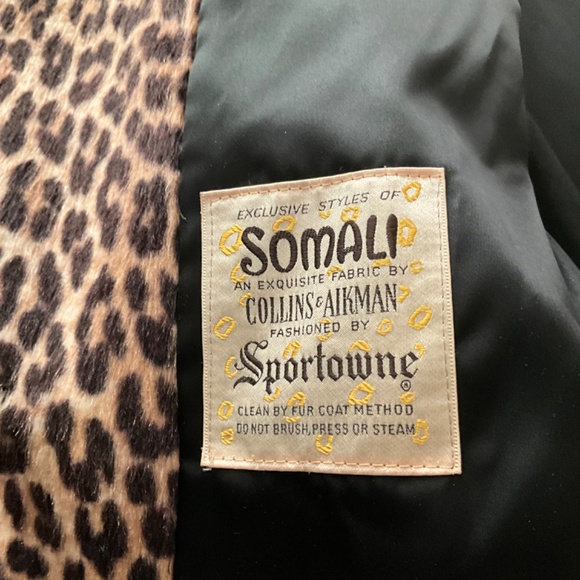 EXCLUSIVE STYLES OF
SOMALI
AN EXQUISITE FABRIC BY
COLLINS & AIKMAN
FASHIONED BY
Sportowne ®
CLEAN BY FUR COAT METHOD
DO NOT BRUSH, PRESS OR STEAM